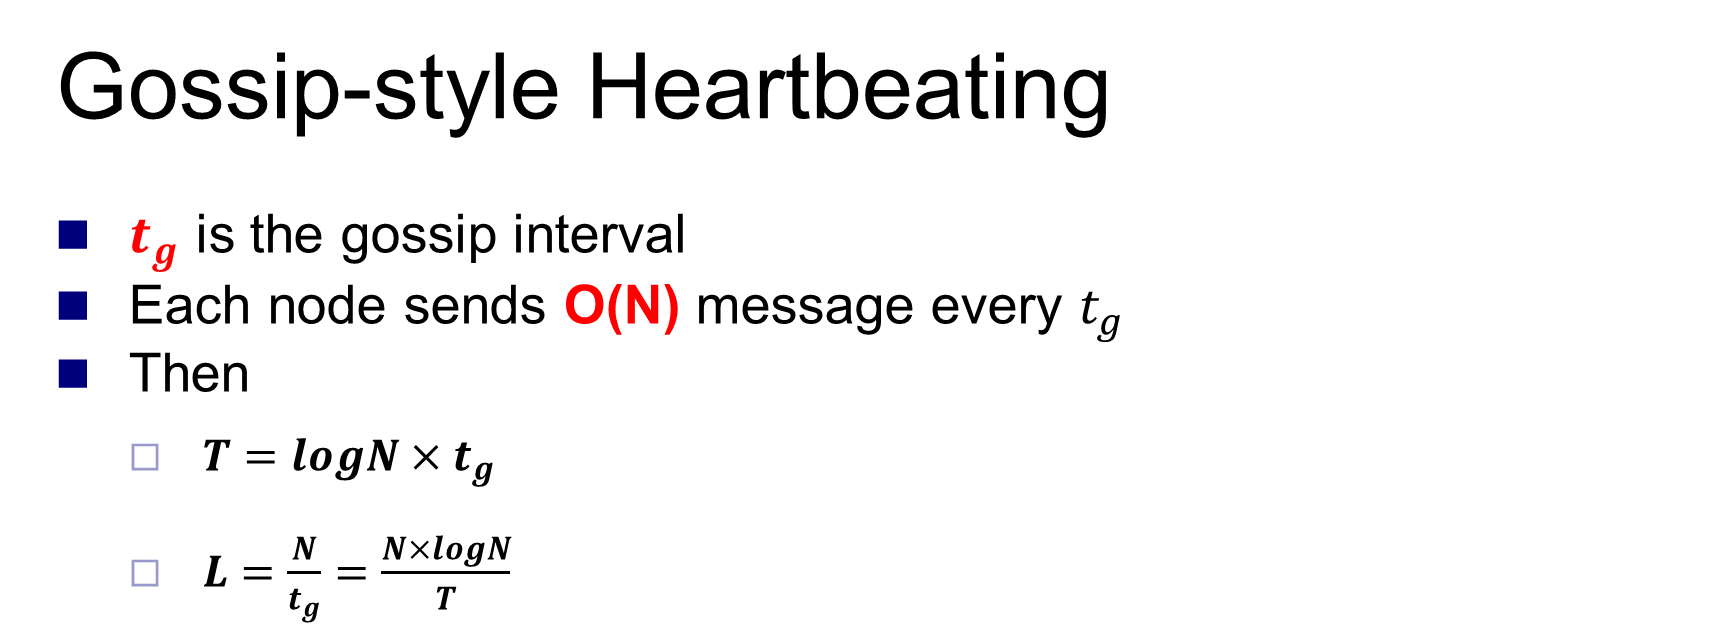 Gossip-style Heartbeating
t_g is the gossip interval
Each node sends O(N) message every t_g
Then
T = logN × t_g
L = N/t_g = N×logN/T